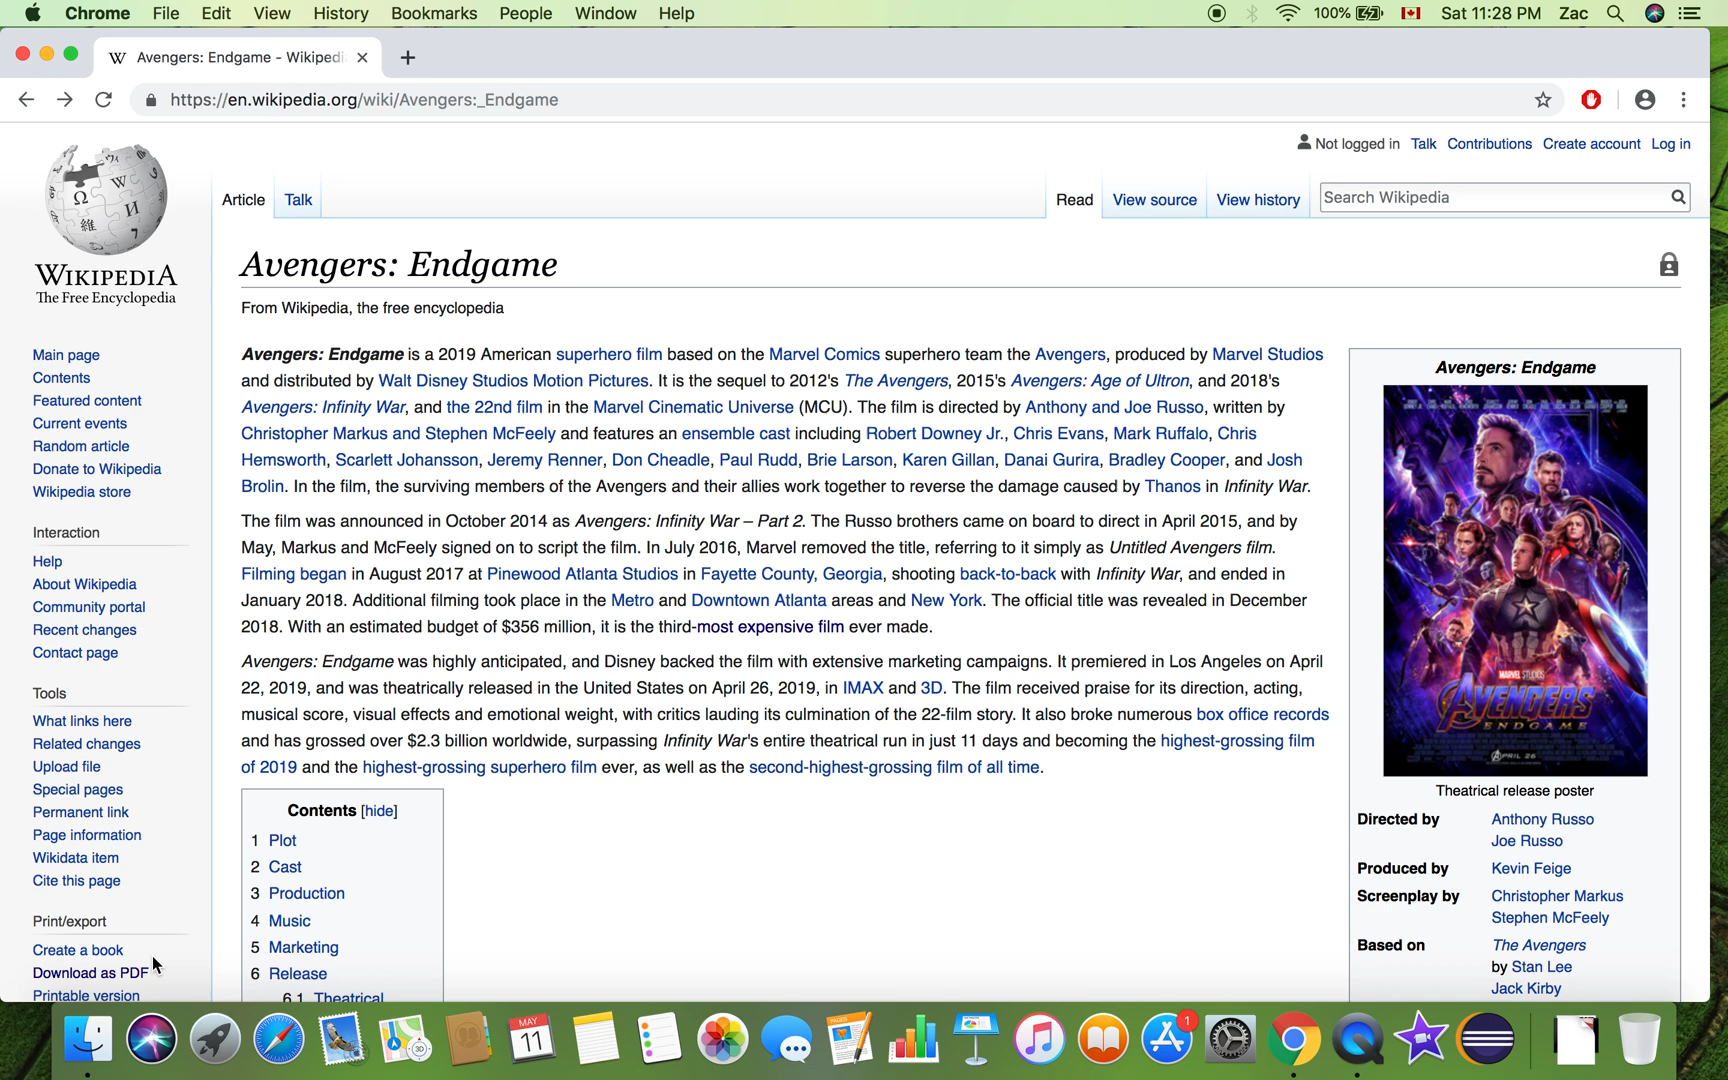 Chrome File Edit View History Bookmarks People Window Help 100% Sat 11:28 PM Zac
Avengers: Endgame - Wikipedi
https://en.wikipedia.org/wiki/Avengers:_Endgame
Not logged in Talk Contributions Create account Log in
Article Talk Read View source View history Search Wikipedia
WIKIPEDIA
The Free Encyclopedia
Main page
Contents
Featured content
Current events
Random article
Donate to Wikipedia
Wikipedia store
Interaction
Help
About Wikipedia
Community portal
Recent changes
Contact page
Tools
What links here
Related changes
Upload file
Special pages
Permanent link
Page information
Wikidata item
Cite this page
Print/export
Create a book
Download as PDF
Printable version
Avengers: Endgame
From Wikipedia, the free encyclopedia
Avengers: Endgame is a 2019 American superhero film based on the Marvel Comics superhero team the Avengers, produced by Marvel Studios
and distributed by Walt Disney Studios Motion Pictures. It is the sequel to 2012's The Avengers, 2015's Avengers: Age of Ultron, and 2018's
Avengers: Infinity War, and the 22nd film in the Marvel Cinematic Universe (MCU). The film is directed by Anthony and Joe Russo, written by
Christopher Markus and Stephen McFeely and features an ensemble cast including Robert Downey Jr., Chris Evans, Mark Ruffalo, Chris
Hemsworth, Scarlett Johansson, Jeremy Renner, Don Cheadle, Paul Rudd, Brie Larson, Karen Gillan, Danai Gurira, Bradley Cooper, and Josh
Brolin. In the film, the surviving members of the Avengers and their allies work together to reverse the damage caused by Thanos in Infinity War.
The film was announced in October 2014 as Avengers: Infinity War – Part 2. The Russo brothers came on board to direct in April 2015, and by
May, Markus and McFeely signed on to script the film. In July 2016, Marvel removed the title, referring to it simply as Untitled Avengers film.
Filming began in August 2017 at Pinewood Atlanta Studios in Fayette County, Georgia, shooting back-to-back with Infinity War, and ended in
January 2018. Additional filming took place in the Metro and Downtown Atlanta areas and New York. The official title was revealed in December
2018. With an estimated budget of $356 million, it is the third-most expensive film ever made.
Avengers: Endgame was highly anticipated, and Disney backed the film with extensive marketing campaigns. It premiered in Los Angeles on April
22, 2019, and was theatrically released in the United States on April 26, 2019, in IMAX and 3D. The film received praise for its direction, acting,
musical score, visual effects and emotional weight, with critics lauding its culmination of the 22-film story. It also broke numerous box office records
and has grossed over $2.3 billion worldwide, surpassing Infinity War's entire theatrical run in just 11 days and becoming the highest-grossing film
of 2019 and the highest-grossing superhero film ever, as well as the second-highest-grossing film of all time.
Contents [hide]
1 Plot
2 Cast
3 Production
4 Music
5 Marketing
6 Release
6.1 Theatrical
Avengers: Endgame
MARVEL STUDIOS
AVENGERS
ENDGAME
APRIL 26
Theatrical release poster
Directed by Anthony Russo
Joe Russo
Produced by Kevin Feige
Screenplay by Christopher Markus
Stephen McFeely
Based on The Avengers
by Stan Lee
Jack Kirby
3D
MAY
11
PAGES
1